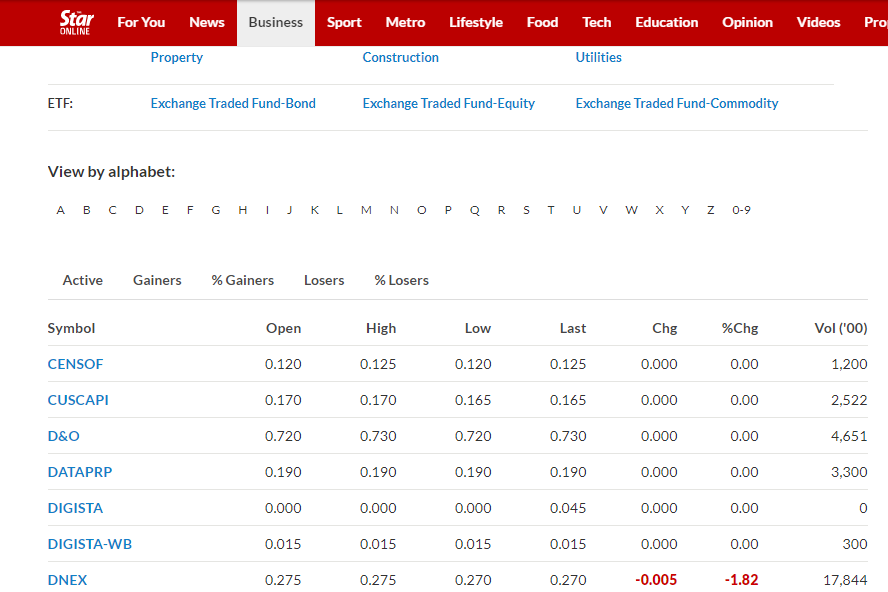 The Star ONLINE For You News Business Sport Metro Lifestyle Food Tech Education Opinion Videos Prop
Property Construction Utilities
ETF: Exchange Traded Fund-Bond Exchange Traded Fund-Equity Exchange Traded Fund-Commodity
View by alphabet:
A B C D E F G H I J K L M N O P Q R S T U V W X Y Z 0-9
Active Gainers % Gainers Losers % Losers
Symbol Open High Low Last Chg %Chg Vol ('00)
CENSOF 0.120 0.125 0.120 0.125 0.000 0.00 1,200
CUSCAPI 0.170 0.170 0.165 0.165 0.000 0.00 2,522
D&O 0.720 0.730 0.720 0.730 0.000 0.00 4,651
DATAPRP 0.190 0.190 0.190 0.190 0.000 0.00 3,300
DIGISTA 0.000 0.000 0.000 0.045 0.000 0.00 0
DIGISTA-WB 0.015 0.015 0.015 0.015 0.000 0.00 300
DNEX 0.275 0.275 0.270 0.270 -0.005 -1.82 17,844